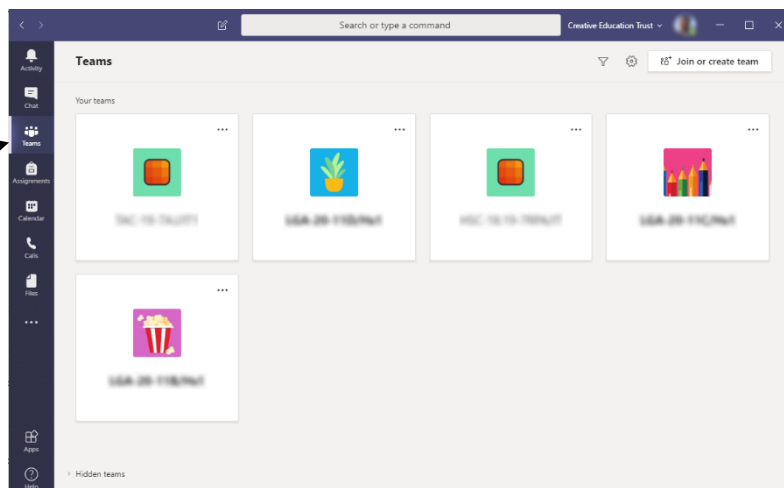 Search or type a command
Creative Education Trust
Activity
Chat
Teams
Assignments
Calendar
Calls
Files
Apps
Help
Teams
Join or create team
Your teams
Hidden teams